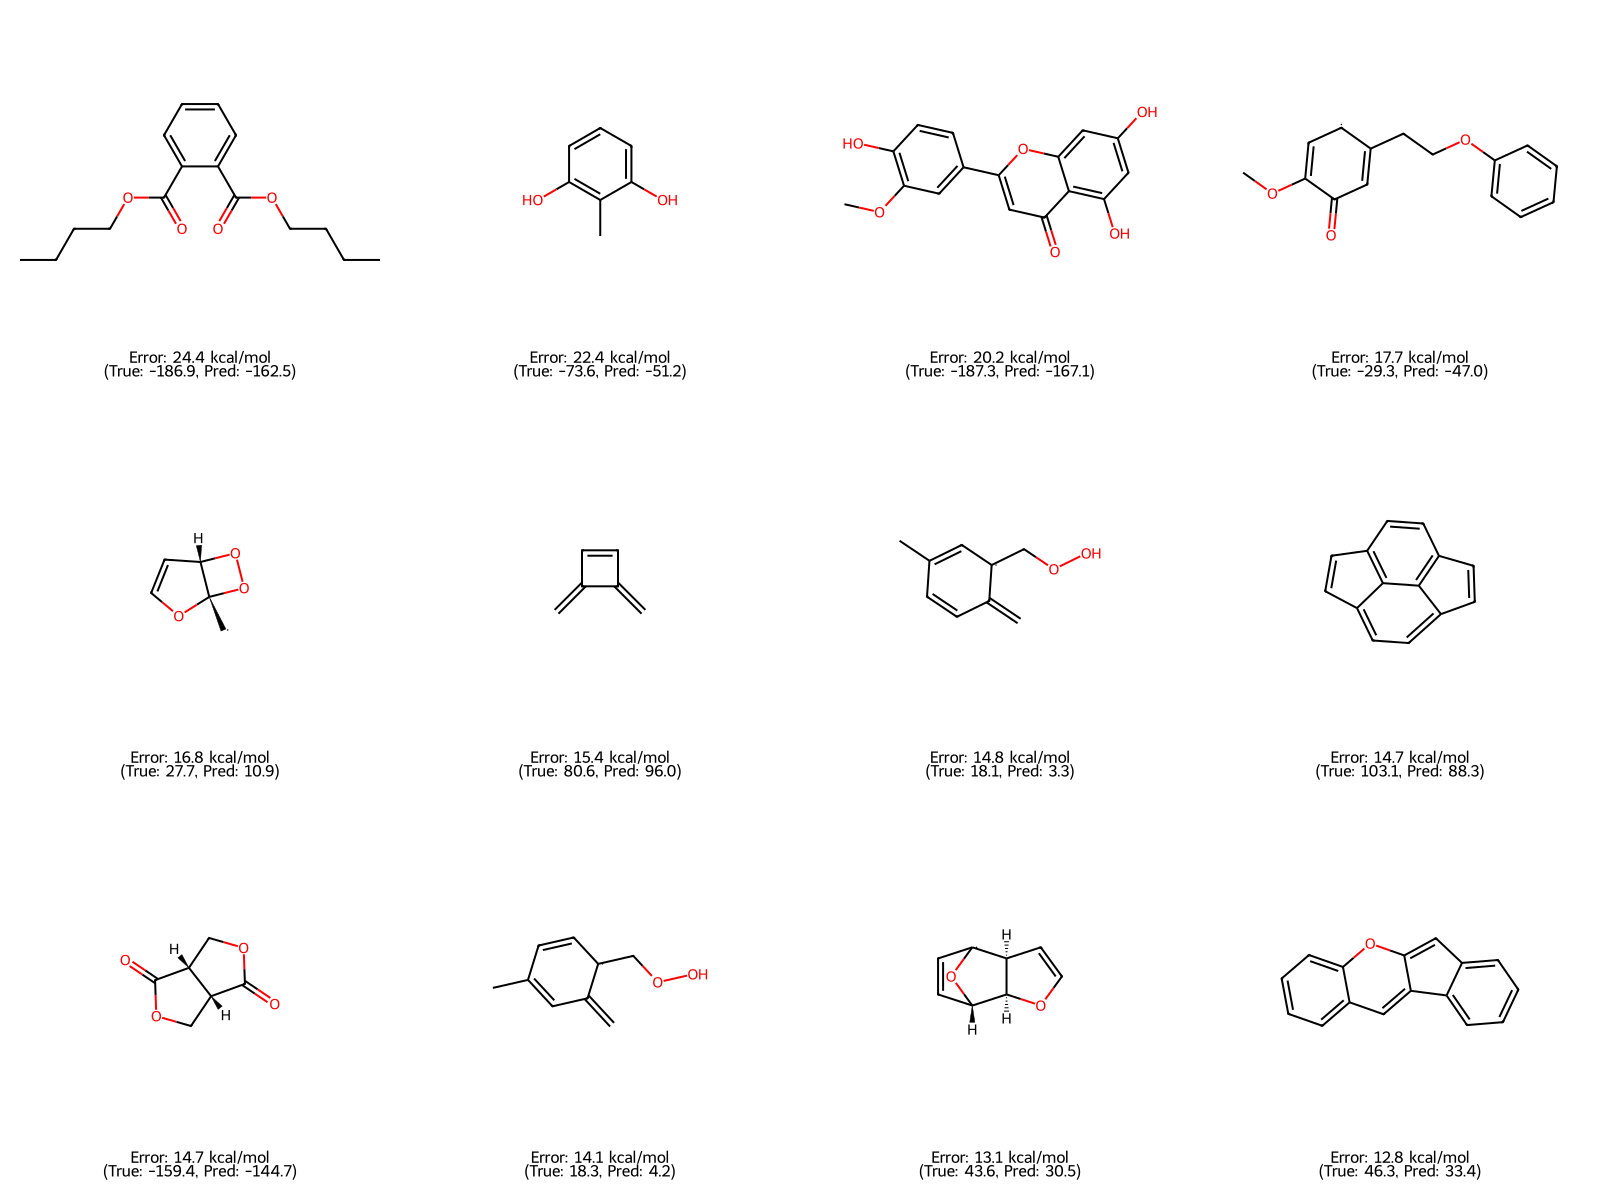 O
O
O
O
HO
OH
HO
O
O
O
OH
OH
O
O
O
Error: 24.4 kcal/mol
(True: -186.9, Pred: -162.5)
Error: 22.4 kcal/mol
(True: -73.6, Pred: -51.2)
Error: 20.2 kcal/mol
(True: -187.3, Pred: -167.1)
Error: 17.7 kcal/mol
(True: -29.3, Pred: -47.0)
H
O
O
O
O
OH
Error: 16.8 kcal/mol
(True: 27.7, Pred: 10.9)
Error: 15.4 kcal/mol
(True: 80.6, Pred: 96.0)
Error: 14.8 kcal/mol
(True: 18.1, Pred: 3.3)
Error: 14.7 kcal/mol
(True: 103.1, Pred: 88.3)
O
H
O
O
H
O
O
OH
H
O
H
H
O
O
Error: 14.7 kcal/mol
(True: -159.4, Pred: -144.7)
Error: 14.1 kcal/mol
(True: 18.3, Pred: 4.2)
Error: 13.1 kcal/mol
(True: 43.6, Pred: 30.5)
Error: 12.8 kcal/mol
(True: 46.3, Pred: 33.4)